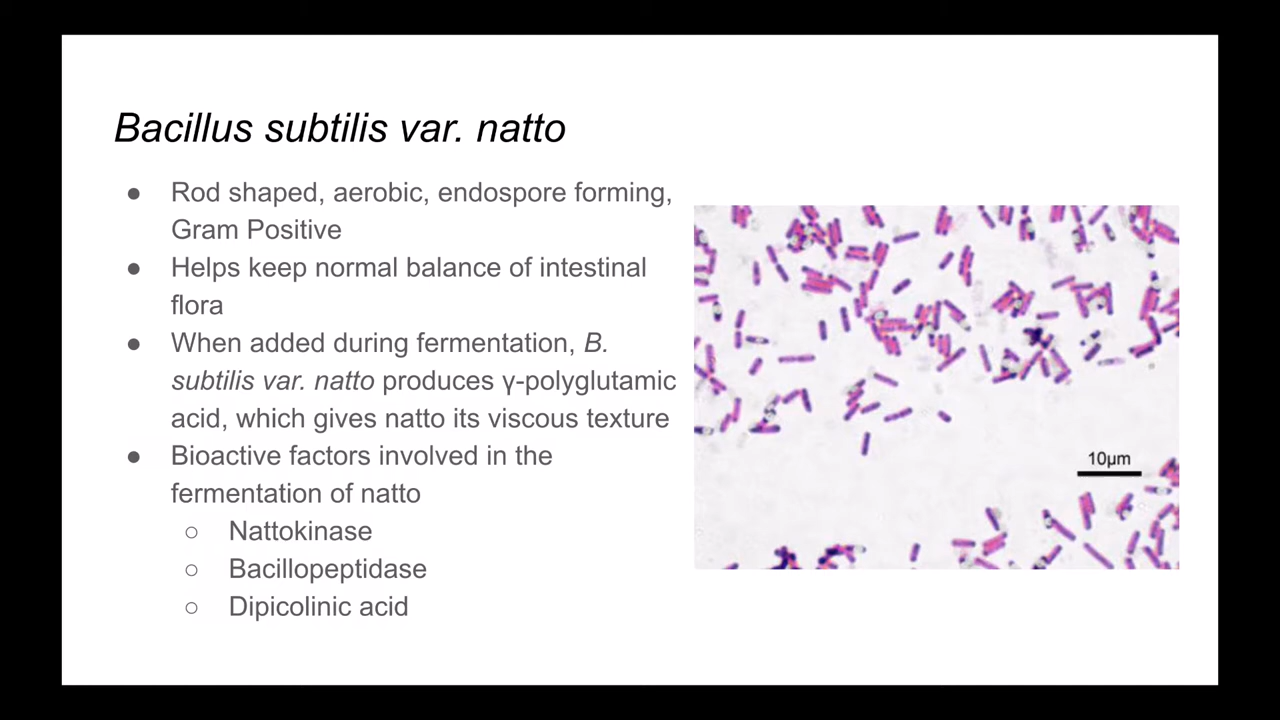 Bacillus subtilis var. natto
● Rod shaped, aerobic, endospore forming,
Gram Positive
● Helps keep normal balance of intestinal
flora
● When added during fermentation, B.
subtilis var. natto produces γ-polyglutamic
acid, which gives natto its viscous texture
● Bioactive factors involved in the
fermentation of natto
○ Nattokinase
○ Bacillopeptidase
○ Dipicolinic acid
10µm